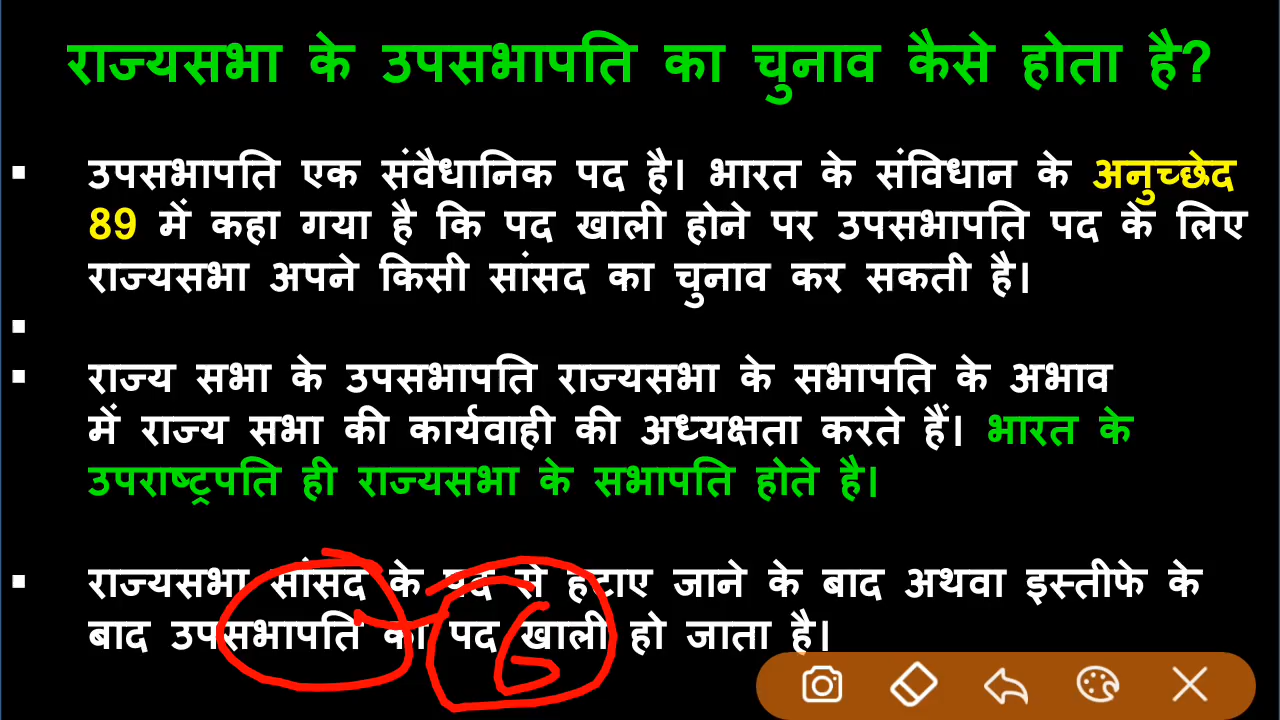 राज्यसभा के उपसभापति का चुनाव कैसे होता है?
उपसभापति एक संवैधानिक पद है। भारत के संविधान के अनुच्छेद
89 में कहा गया है कि पद खाली होने पर उपसभापति पद के लिए
राज्यसभा अपने किसी सांसद का चुनाव कर सकती है।
राज्य सभा के उपसभापति राज्यसभा के सभापति के अभाव
में राज्य सभा की कार्यवाही की अध्यक्षता करते हैं। भारत के
उपराष्ट्रपति ही राज्यसभा के सभापति होते है।
राज्यसभा सांसद के पद से हटाए जाने के बाद अथवा इस्तीफे के
बाद उपसभापति का पद खाली हो जाता है।